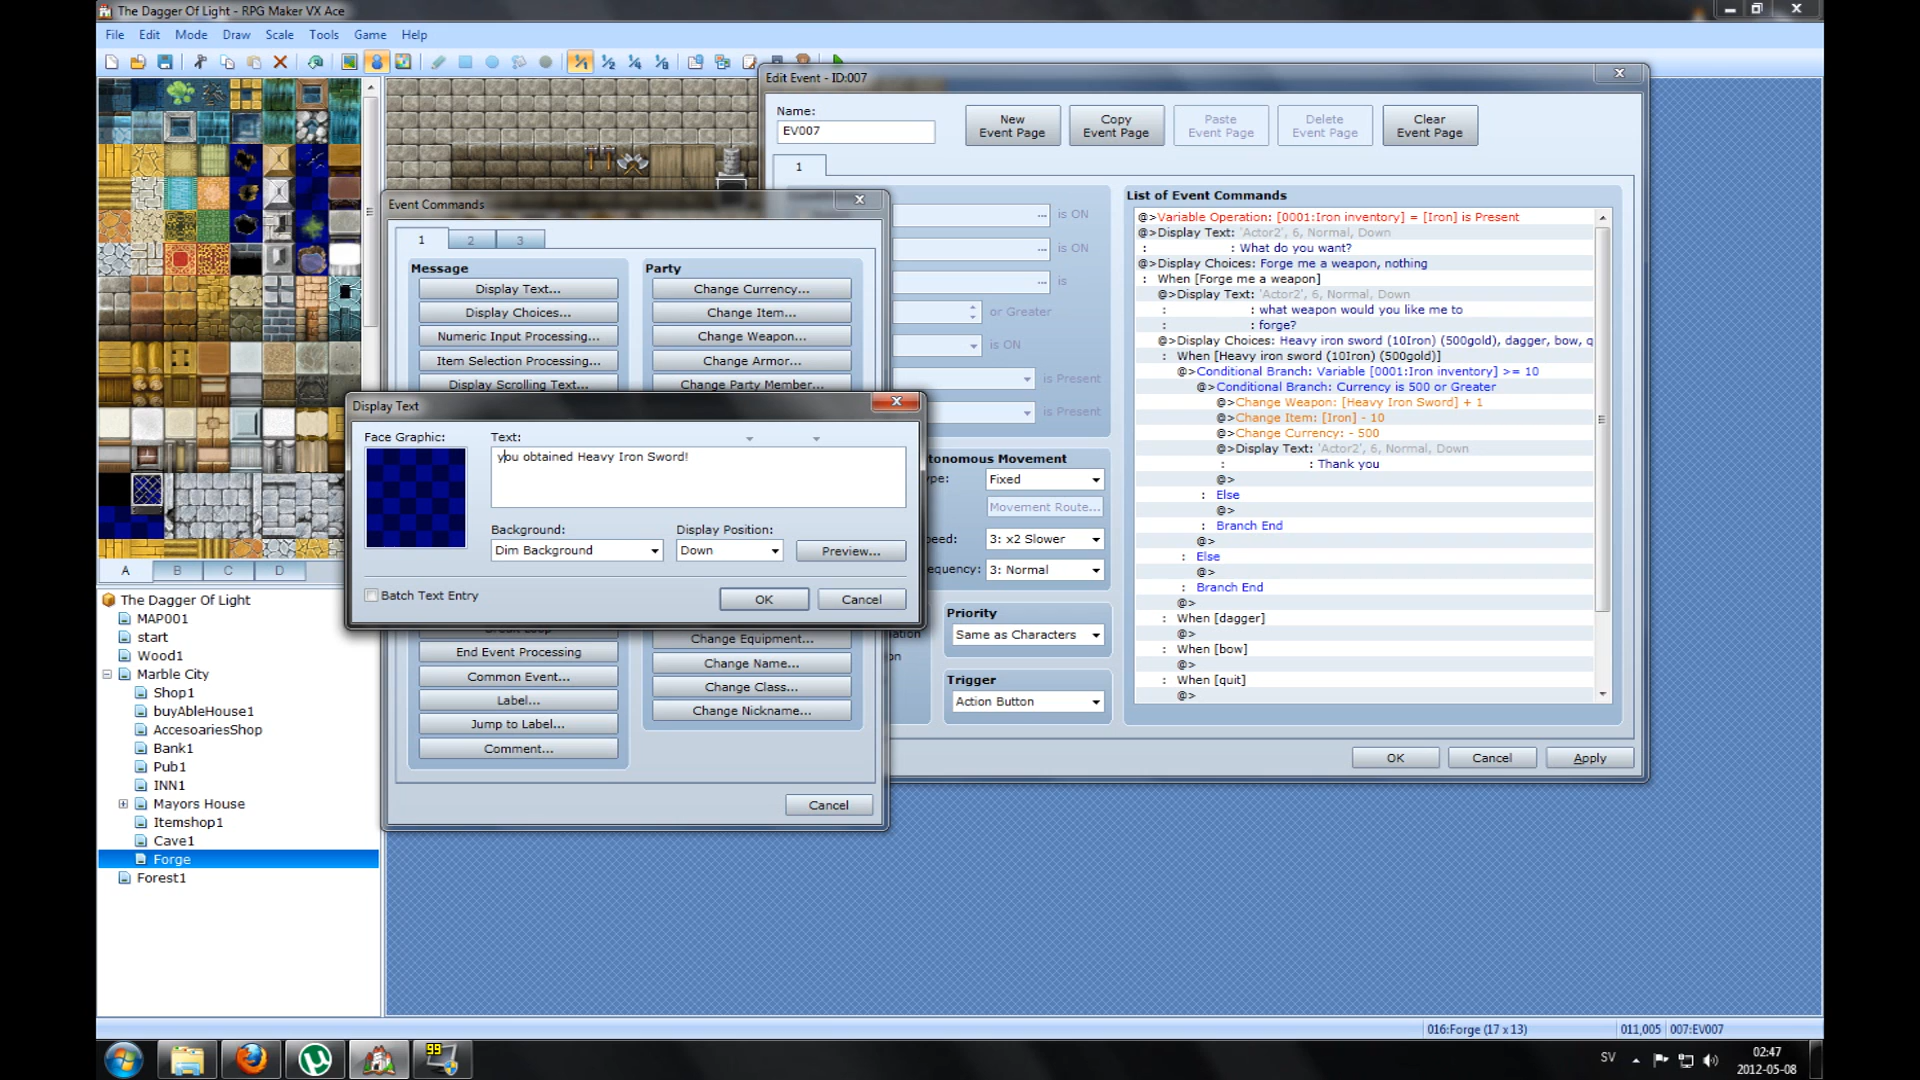 The Dagger Of Light - RPG Maker VX Ace
File Edit Mode Draw Scale Tools Game Help
Edit Event - ID:007
Name:
EV007
New Event Page
Copy Event Page
Paste Event Page
Delete Event Page
Clear Event Page
1
... is ON
... is ON
... is
or Greater
is ON
is Present
is Present
tonomous Movement
ype:
Fixed
Movement Route...
peed:
3: x2 Slower
equency:
3: Normal
Priority
Same as Characters
Trigger
Action Button
List of Event Commands
@>Variable Operation: [0001:Iron inventory] = [Iron] is Present
@>Display Text: 'Actor2', 6, Normal, Down
: : What do you want?
@>Display Choices: Forge me a weapon, nothing
: When [Forge me a weapon]
@>Display Text: 'Actor2', 6, Normal, Down
: : what weapon would you like me to
: : forge?
@>Display Choices: Heavy iron sword (10Iron) (500gold), dagger, bow, q
: When [Heavy iron sword (10Iron) (500gold)]
@>Conditional Branch: Variable [0001:Iron inventory] >= 10
@>Conditional Branch: Currency is 500 or Greater
@>Change Weapon: [Heavy Iron Sword] + 1
@>Change Item: [Iron] - 10
@>Change Currency: - 500
@>Display Text: 'Actor2', 6, Normal, Down
: : Thank you
@>
: Else
@>
: Branch End
@>
: Else
@>
: Branch End
@>
: When [dagger]
@>
: When [bow]
@>
: When [quit]
@>
OK
Cancel
Apply
Event Commands
1 2 3
Message
Display Text...
Display Choices...
Numeric Input Processing...
Item Selection Processing...
Display Scrolling Text...
End Event Processing
Common Event...
Label...
Jump to Label...
Comment...
Party
Change Currency...
Change Item...
Change Weapon...
Change Armor...
Change Party Member...
Change Equipment...
Change Name...
Change Class...
Change Nickname...
Cancel
Display Text
Face Graphic:
Text:
you obtained Heavy Iron Sword!
Background:
Dim Background
Display Position:
Down
Preview...
Batch Text Entry
OK
Cancel
A B C D
The Dagger Of Light
MAP001
start
Wood1
Marble City
Shop1
buyAbleHouse1
AccesoariesShop
Bank1
Pub1
INN1
Mayors House
Itemshop1
Cave1
Forge
Forest1
016:Forge (17 x 13)
011,005
007:EV007
99
SV
02:47
2012-05-08